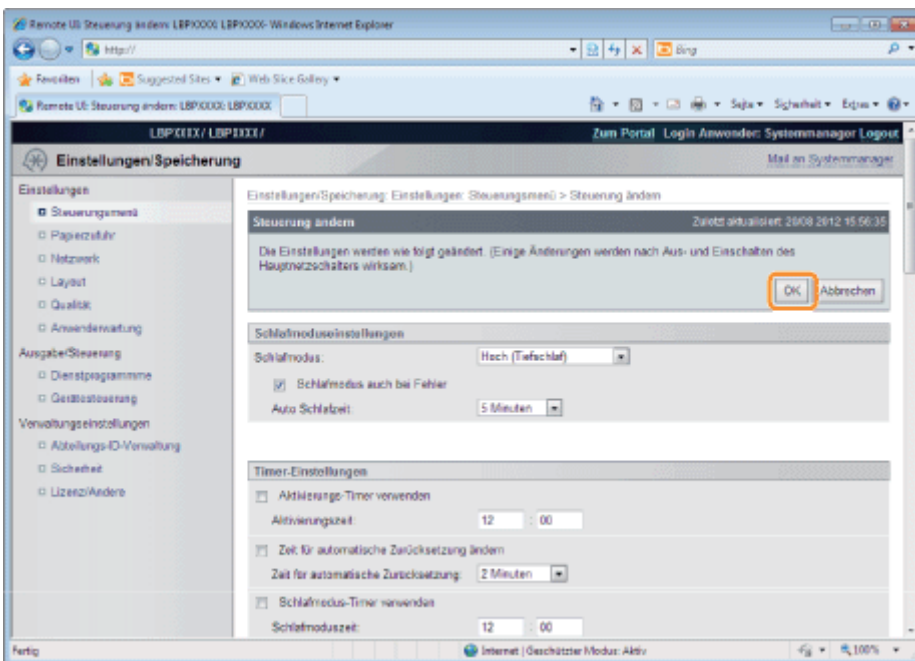 Remote UI: Steuerung ändern: LBPXXXX: LBPXXXX- Windows Internet Explorer
http://
Bing
Favoriten Suggested Sites Web Slice Gallery
Remote UI: Steuerung ändern: LBPXXXX: LBPXXXX
Seite Sicherheit Extras
LBPXXXX/ LBPXXXX/ Zum Portal Login Anwender: Systemmanager Logout
Einstellungen/Speicherung Mail an Systemmanager
Einstellungen
Steuerungsmenü
Papierzufuhr
Netzwerk
Layout
Qualität
Anwenderwartung
Ausgabe/Steuerung
Dienstprogrammme
Gerätesteuerung
Verwaltungseinstellungen
Abteilungs-ID-Verwaltung
Sicherheit
Lizenz/Andere
Einstellungen/Speicherung: Einstellungen: Steuerungsmenü > Steuerung ändern
Steuerung ändern Zuletzt aktualisiert: 20/08 2012 15:56:35
Die Einstellungen werden wie folgt geändert. (Einige Änderungen werden nach Aus- und Einschalten des
Hauptnetzschalters wirksam.)
OK Abbrechen
Schlafmoduseinstellungen
Schlafmodus: Hoch (Tiefschlaf)
Schlafmodus auch bei Fehler
Auto Schlafzeit: 5 Minuten
Timer-Einstellungen
Aktivierungs-Timer verwenden
Aktivierungszeit: 12 : 00
Zeit für automatische Zurücksetzung ändern
Zeit für automatische Zurücksetzung: 2 Minuten
Schlafmodus-Timer verwenden
Schlafmoduszeit: 12 : 00
Fertig Internet | Geschützter Modus: Aktiv 100%